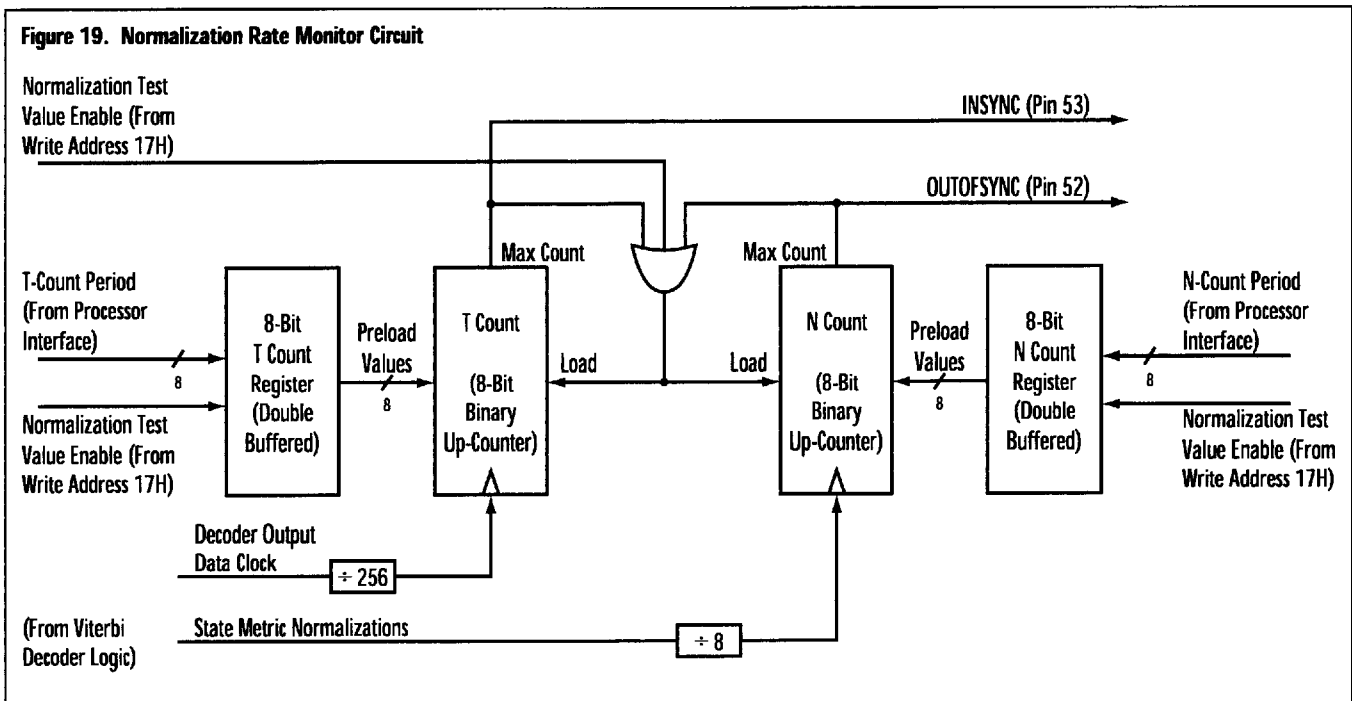 Figure 19. Normalization Rate Monitor Circuit
Normalization Test
Value Enable (From
Write Address 17H)
INSYNC (Pin 53)
OUTOFSYNC (Pin 52)
Max Count
Max Count
T-Count Period
(From Processor
Interface)
8
Normalization Test
Value Enable (From
Write Address 17H)
8-Bit
T Count
Register
(Double
Buffered)
Preload
Values
8
T Count
(8-Bit
Binary
Up-Counter)
Load
Load
N Count
(8-Bit
Binary
Up-Counter)
Preload
Values
8
8-Bit
N Count
Register
(Double
Buffered)
N-Count Period
(From Processor
Interface)
8
Normalization Test
Value Enable (From
Write Address 17H)
Decoder Output
Data Clock
÷ 256
(From Viterbi
Decoder Logic)
State Metric Normalizations
÷ 8